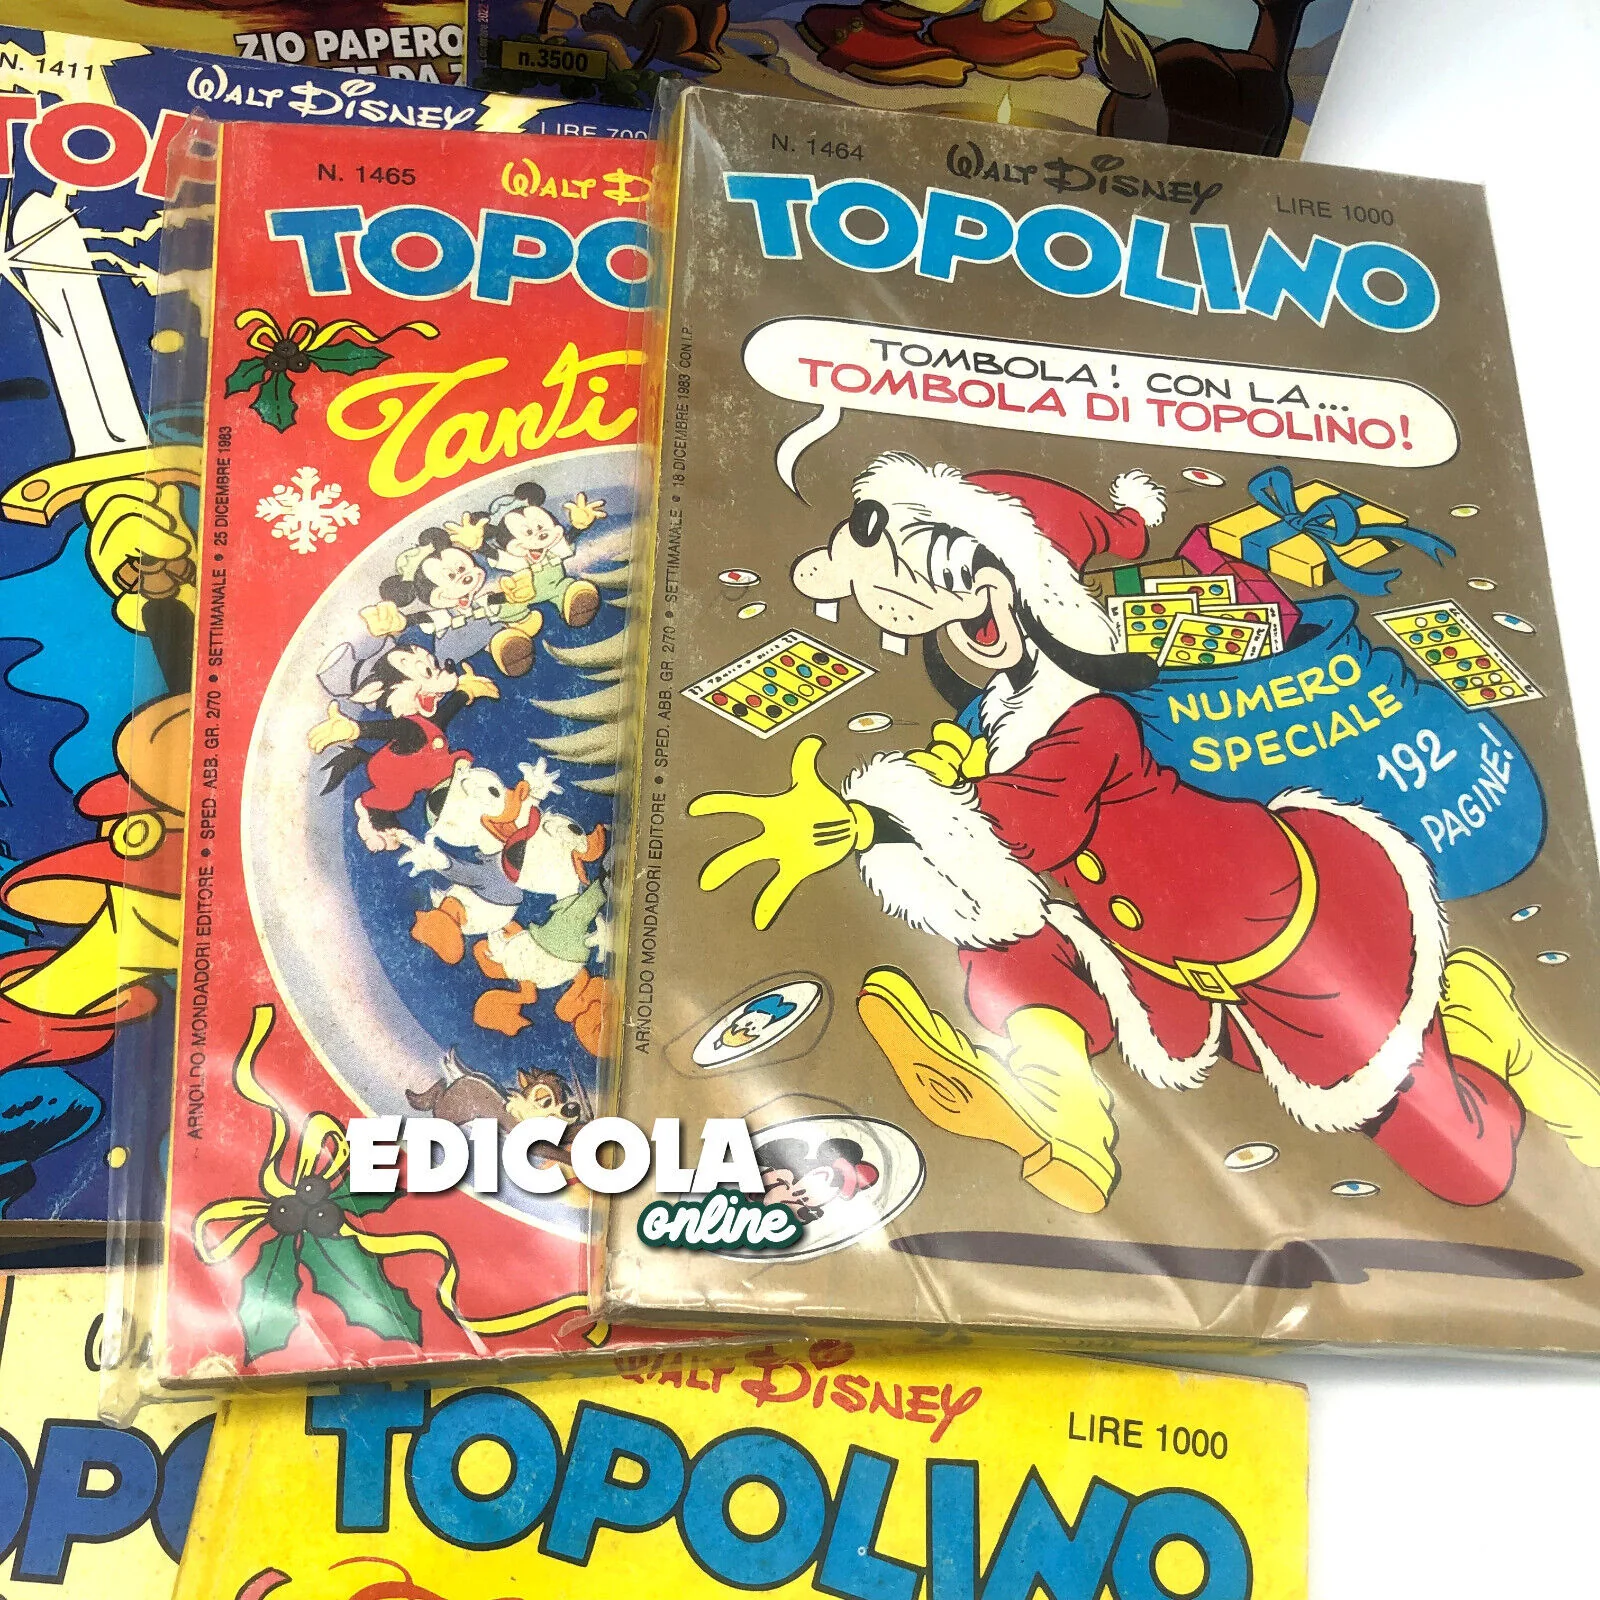 ZIO PAPERO
n.3500
N. 1411
WALT DISNEY
LIRE 700
N. 1465
TOPO
Tanti
ARNOLDO MONDADORI EDITORE • SPED. ABB. GR. 2/70 • SETTIMANALE • 25 DICEMBRE 1983
N. 1464
WALT DISNEY
LIRE 1000
TOPOLINO
TOMBOLA! CON LA...
TOMBOLA DI TOPOLINO!
NUMERO
SPECIALE
192
PAGINE!
ARNOLDO MONDADORI EDITORE • SPED. ABB. GR. 2/70 • SETTIMANALE • 18 DICEMBRE 1983 CON I.P.
EDICOLA
online
WALT DISNEY
LIRE 1000
TOPOLINO